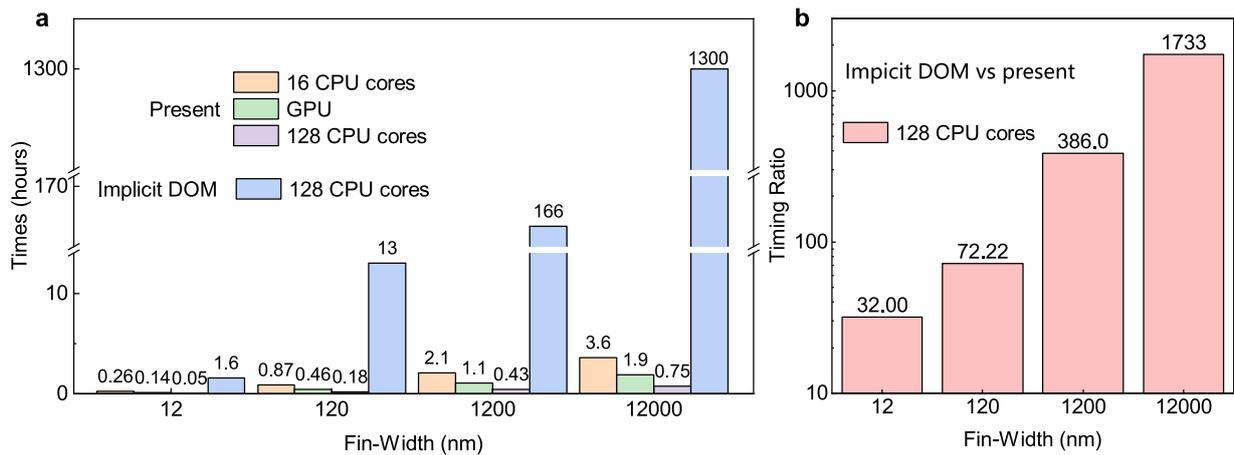 a
1300
170
10
0
Times (hours)
Present
16 CPU cores
GPU
128 CPU cores
Implicit DOM
128 CPU cores
0.26
0.14
0.05
1.6
0.87
0.46
0.18
13
2.1
1.1
0.43
166
3.6
1.9
0.75
1300
12
120
1200
12000
Fin-Width (nm)
b
1000
100
10
Timing Ratio
Impicit DOM vs present
128 CPU cores
32.00
72.22
386.0
1733
12
120
1200
12000
Fin-Width (nm)